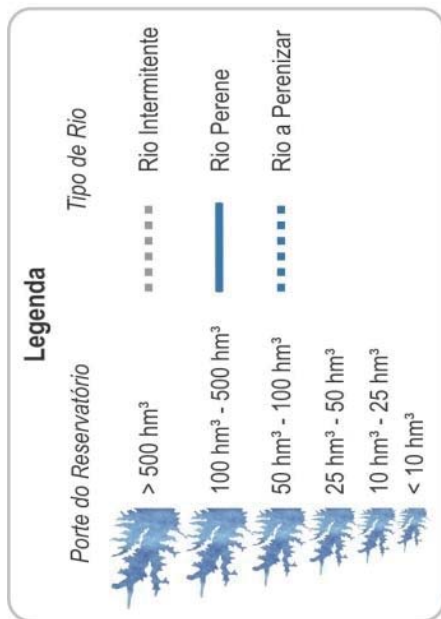 Legenda
Porte do Reservatório
Tipo de Rio
> 500 hm³
Rio Intermitente
100 hm³ - 500 hm³
Rio Perene
50 hm³ - 100 hm³
Rio a Perenizar
25 hm³ - 50 hm³
10 hm³ - 25 hm³
< 10 hm³